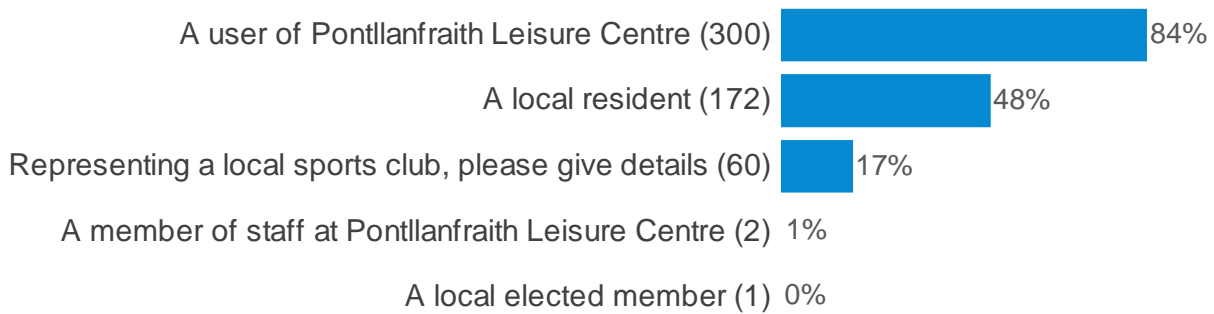 A user of Pontllanfraith Leisure Centre (300) 84%
A local resident (172) 48%
Representing a local sports club, please give details (60) 17%
A member of staff at Pontllanfraith Leisure Centre (2) 1%
A local elected member (1) 0%